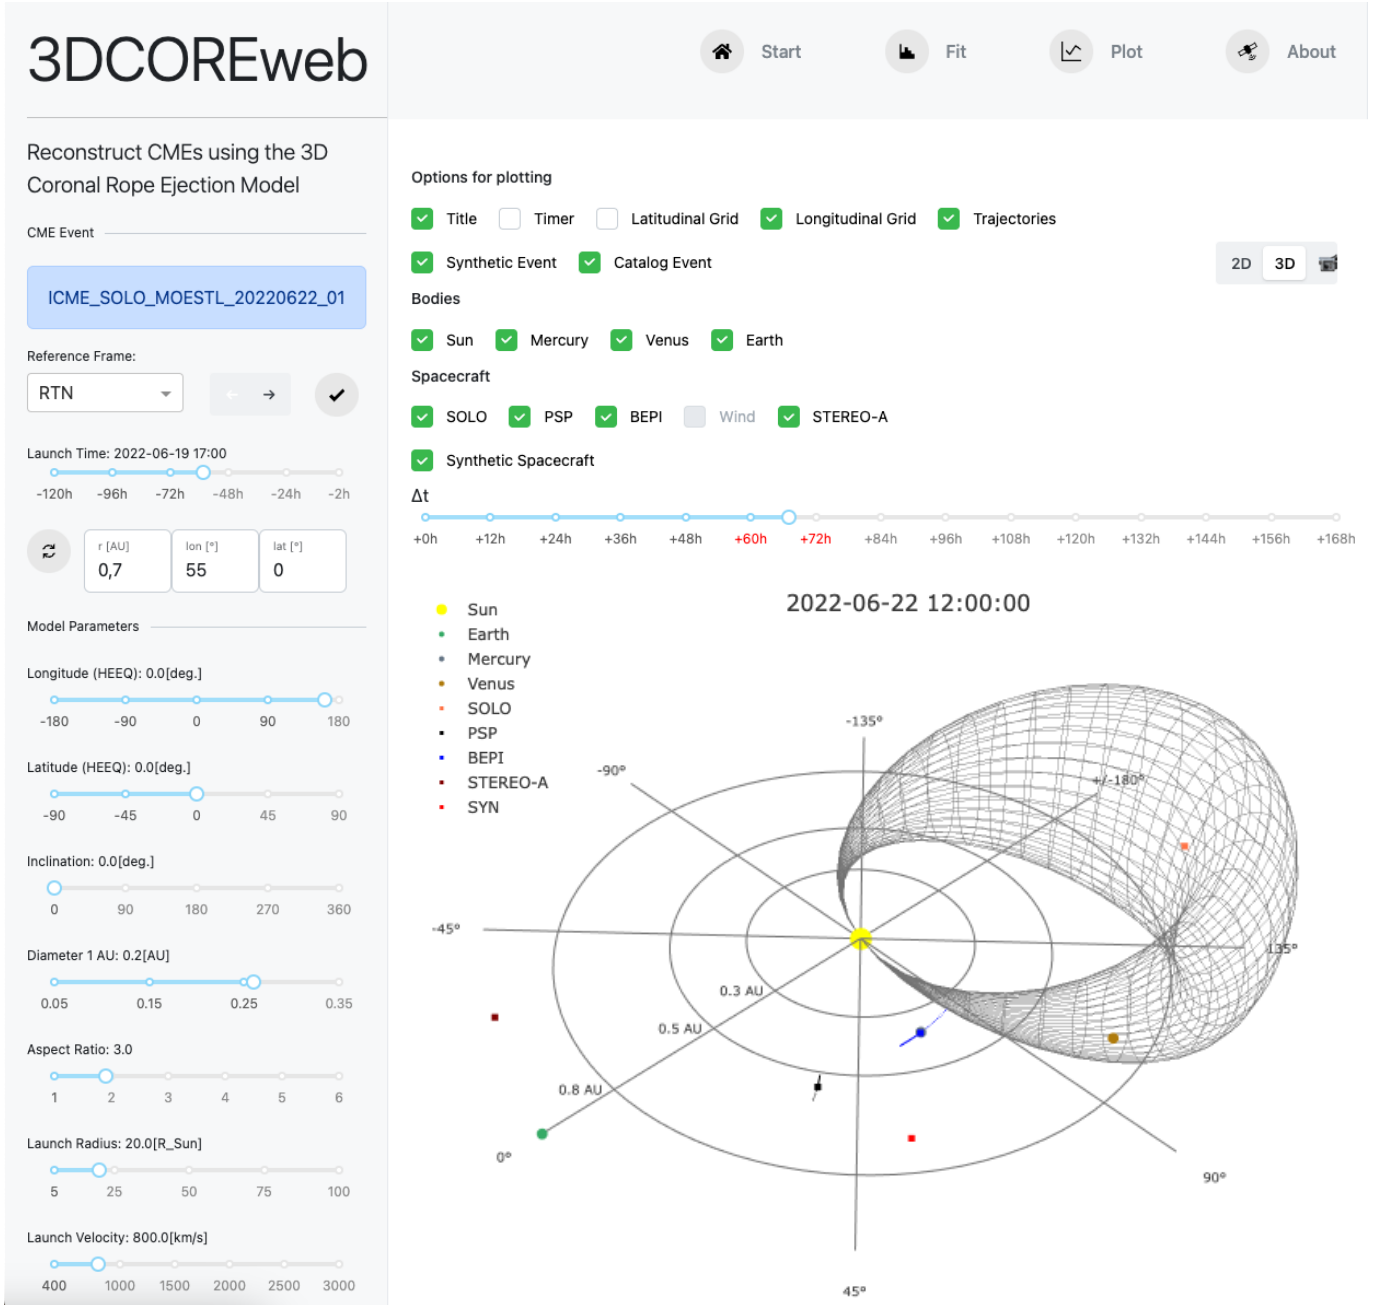 3DCOREweb
Start
Fit
Plot
About
Reconstruct CMEs using the 3D
Coronal Rope Ejection Model
CME Event
ICME_SOLO_MOESTL_20220622_01
Reference Frame:
RTN
Launch Time: 2022-06-19 17:00
-120h -96h -72h -48h -24h -2h
r [AU] lon [°] lat [°]
0,7 55 0
Model Parameters
Longitude (HEEQ): 0.0[deg.]
-180 -90 0 90 180
Latitude (HEEQ): 0.0[deg.]
-90 -45 0 45 90
Inclination: 0.0[deg.]
0 90 180 270 360
Diameter 1 AU: 0.2[AU]
0.05 0.15 0.25 0.35
Aspect Ratio: 3.0
1 2 3 4 5 6
Launch Radius: 20.0[R_Sun]
5 25 50 75 100
Launch Velocity: 800.0[km/s]
400 1000 1500 2000 2500 3000
Options for plotting
Title Timer Latitudinal Grid Longitudinal Grid Trajectories
Synthetic Event Catalog Event
2D 3D
Bodies
Sun Mercury Venus Earth
Spacecraft
SOLO PSP BEPI Wind STEREO-A
Synthetic Spacecraft
Δt
+0h +12h +24h +36h +48h +60h +72h +84h +96h +108h +120h +132h +144h +156h +168h
2022-06-22 12:00:00
Sun
Earth
Mercury
Venus
SOLO
PSP
BEPI
STEREO-A
SYN
-135°
-90°
+/-180°
-45°
135°
0.3 AU
0.5 AU
0.8 AU
0°
90°
45°